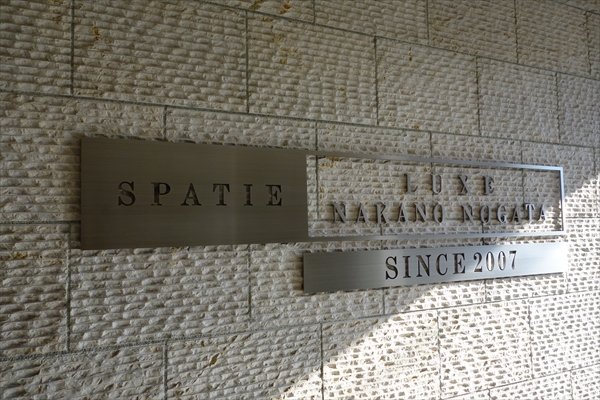 SPATIE
LUXE
NAKANO NOGATA
SINCE 2007